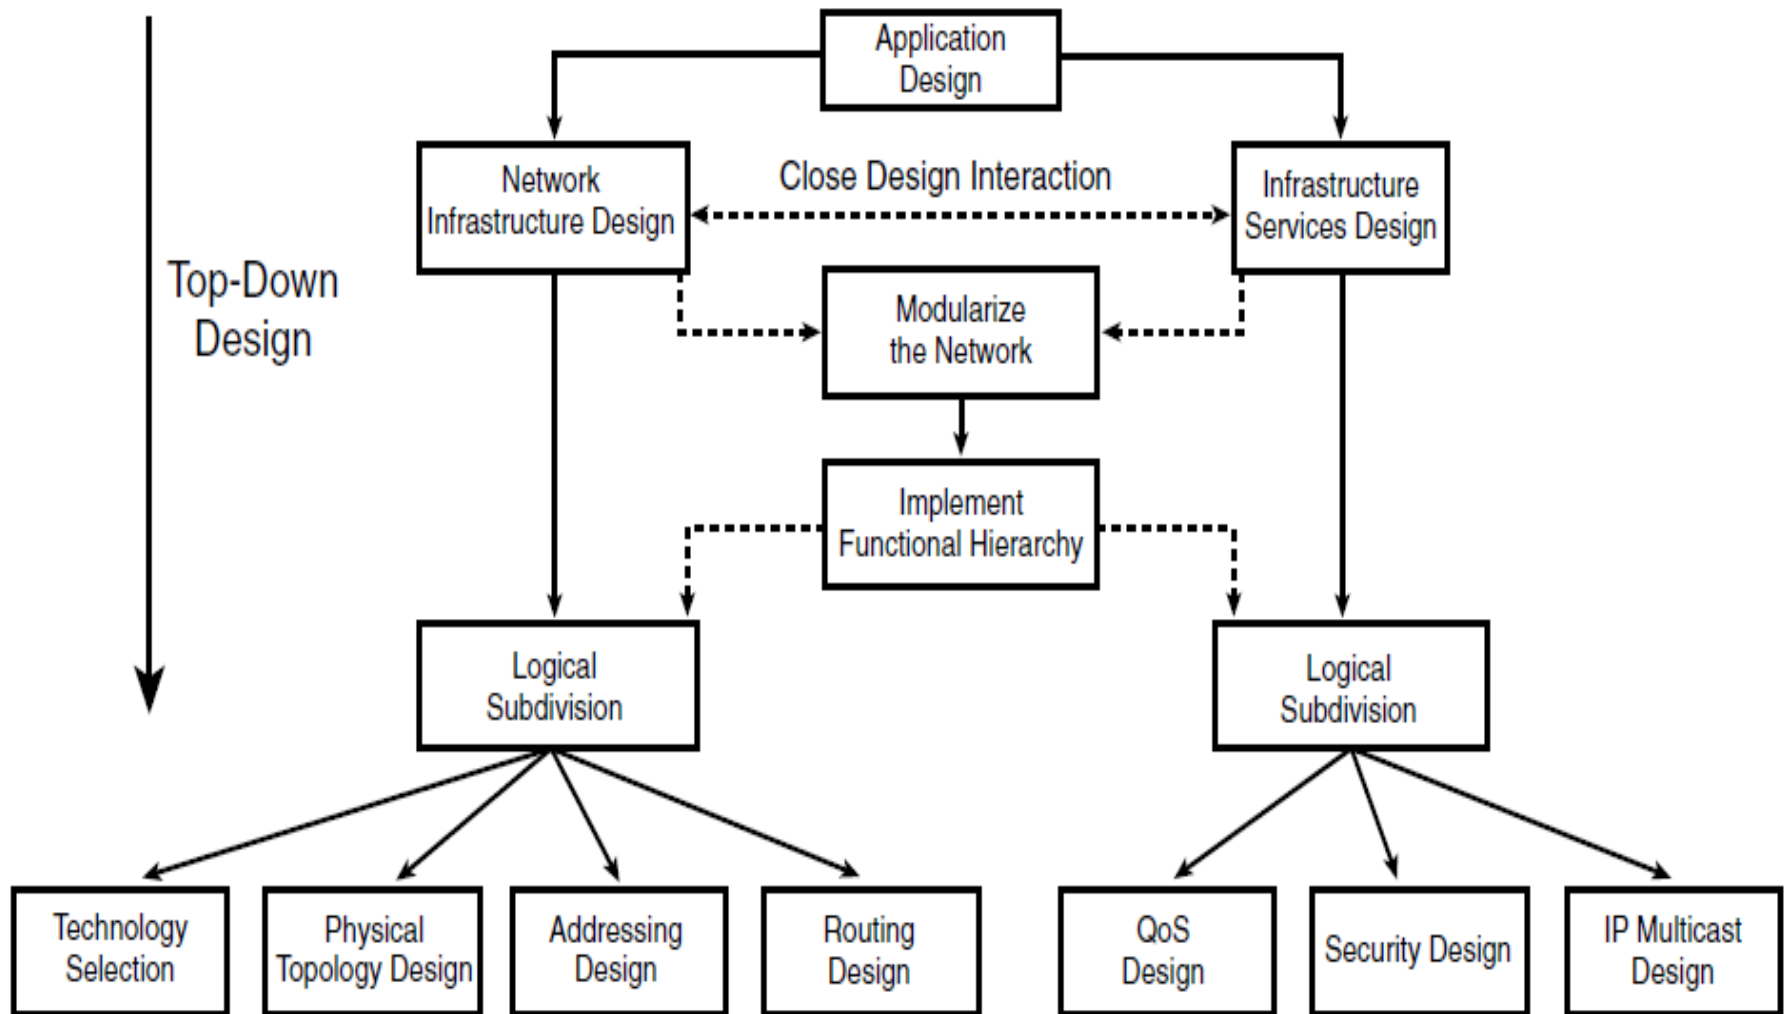 Application
Design
Network
Infrastructure Design
Close Design Interaction
Infrastructure
Services Design
Top-Down
Design
Modularize
the Network
Implement
Functional Hierarchy
Logical
Subdivision
Logical
Subdivision
Technology
Selection
Physical
Topology Design
Addressing
Design
Routing
Design
QoS
Design
Security Design
IP Multicast
Design